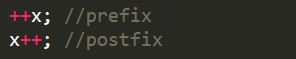 ++x; //prefix
x++; //postfix